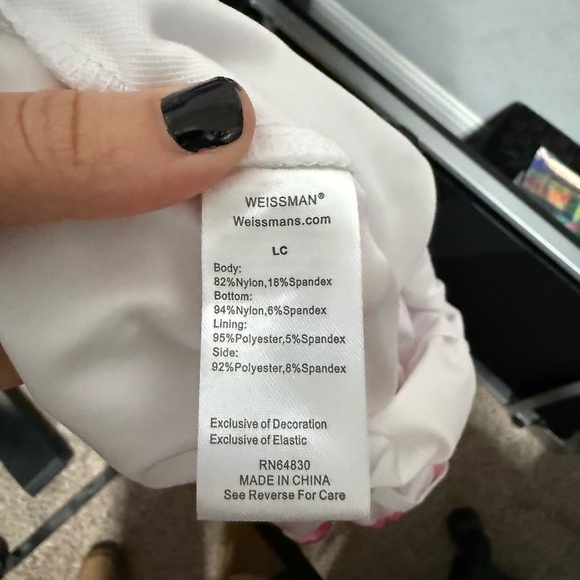 WEISSMAN®
Weissmans.com
LC
Body:
82%Nylon,18%Spandex
Bottom:
94%Nylon,6%Spandex
Lining:
95%Polyester,5%Spandex
Side:
92%Polyester,8%Spandex
Exclusive of Decoration
Exclusive of Elastic
RN64830
MADE IN CHINA
See Reverse For Care